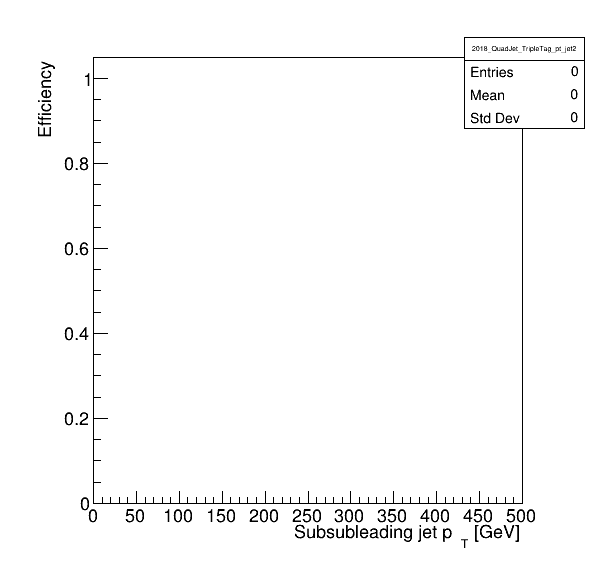 2018_QuadJet_TripleTag_pt_jet2
Entries 0
Mean 0
Std Dev 0
Efficiency
1
0.8
0.6
0.4
0.2
0
0 50 100 150 200 250 300 350 400 450 500
Subsubleading jet p T [GeV]